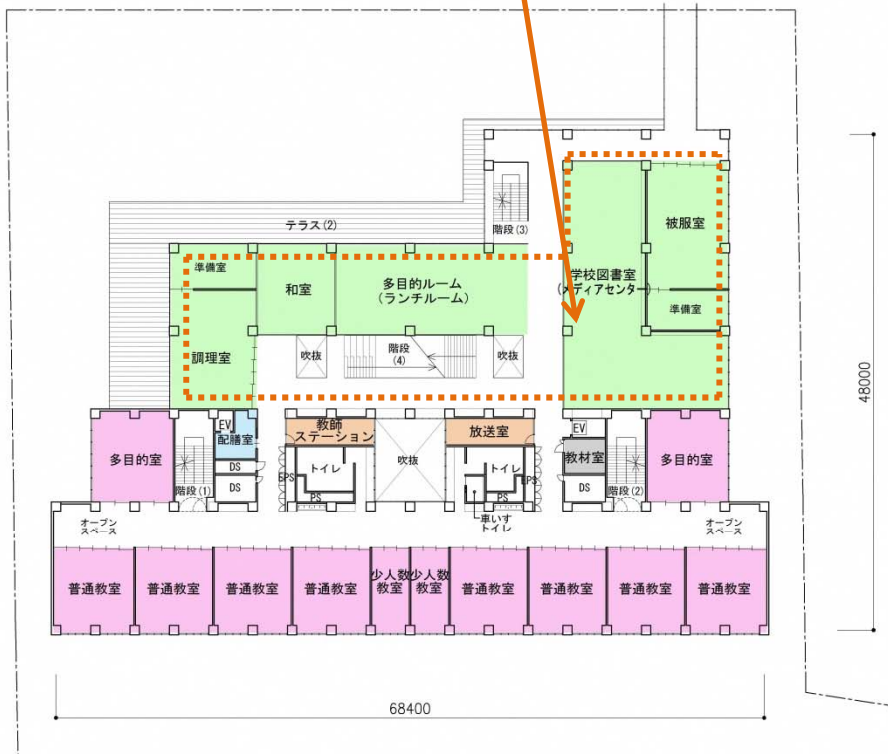 テラス(2)
階段(3)
被服室
学校図書室
(メディアセンター)
準備室
準備室
和室
多目的ルーム
(ランチルーム)
調理室
吹抜
階段
(4)
吹抜
48000
多目的室
階段(1)
EV
配膳室
DS
DS
教師
ステーション
トイレ
EPS
PS
吹抜
放送室
トイレ
EPS
PS
車いす
トイレ
EV
教材室
DS
階段(2)
多目的室
オープン
スペース
オープン
スペース
普通教室
普通教室
普通教室
普通教室
少人数
教室
少人数
教室
普通教室
普通教室
普通教室
普通教室
68400